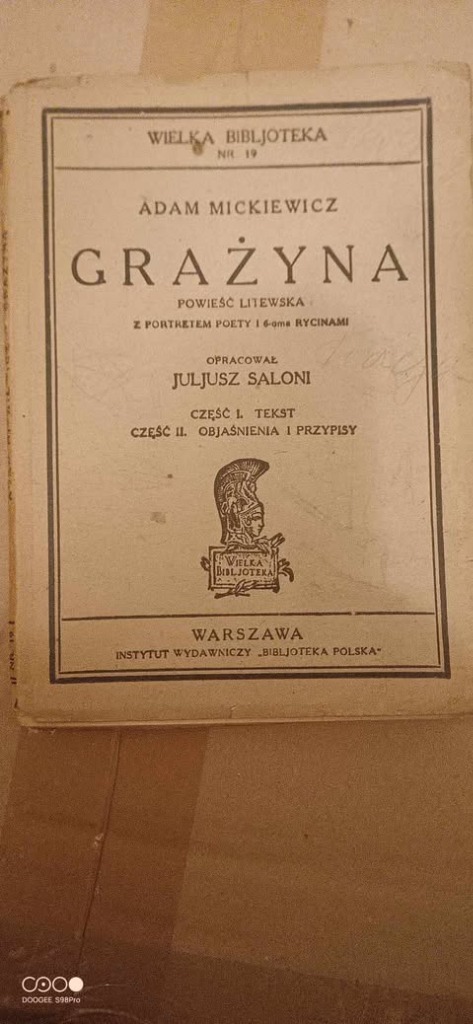 WIELKA BIBLJOTEKA
NR. 19
ADAM MICKIEWICZ
GRAŻYNA
POWIEŚĆ LITEWSKA
Z PORTRETEM POETY I 6-oma RYCINAMI
OPRACOWAŁ
JULJUSZ SALONI
CZĘŚĆ I. TEKST
CZĘŚĆ II. OBJAŚNIENIA I PRZYPISY
WIELKA
BIBLJOTEKA
WARSZAWA
INSTYTUT WYDAWNICZY „BIBLJOTEKA POLSKA"
DOOGEE S98Pro